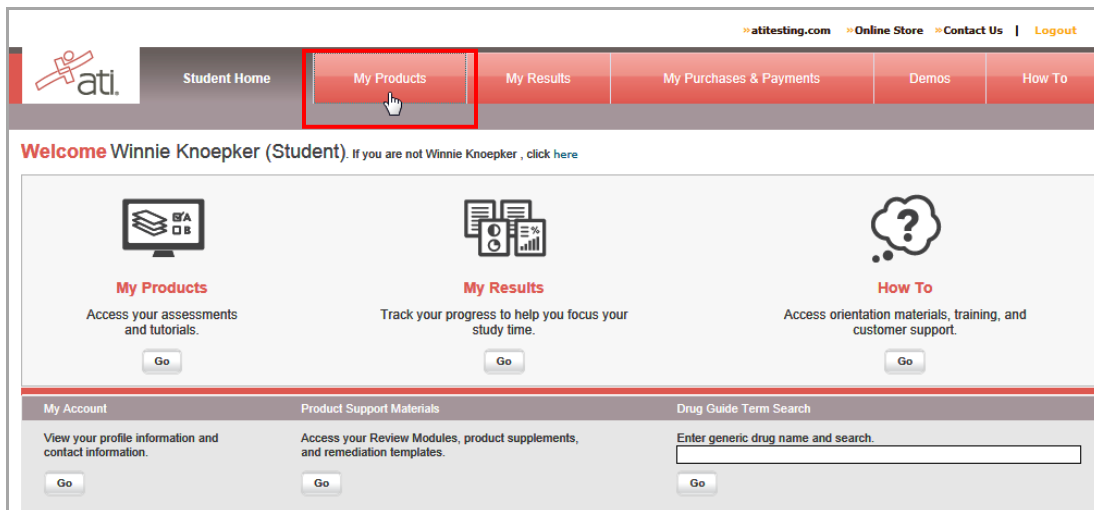 »atitesting.com »Online Store »Contact Us | Logout
ati. Student Home My Products My Results My Purchases & Payments Demos How To
Welcome Winnie Knoepker (Student). If you are not Winnie Knoepker , click here
A
B
%
?
My Products My Results How To
Access your assessments Track your progress to help you focus your Access orientation materials, training, and
and tutorials. study time. customer support.
Go Go Go
My Account Product Support Materials Drug Guide Term Search
View your profile information and Access your Review Modules, product supplements, Enter generic drug name and search.
contact information. and remediation templates.
Go Go Go